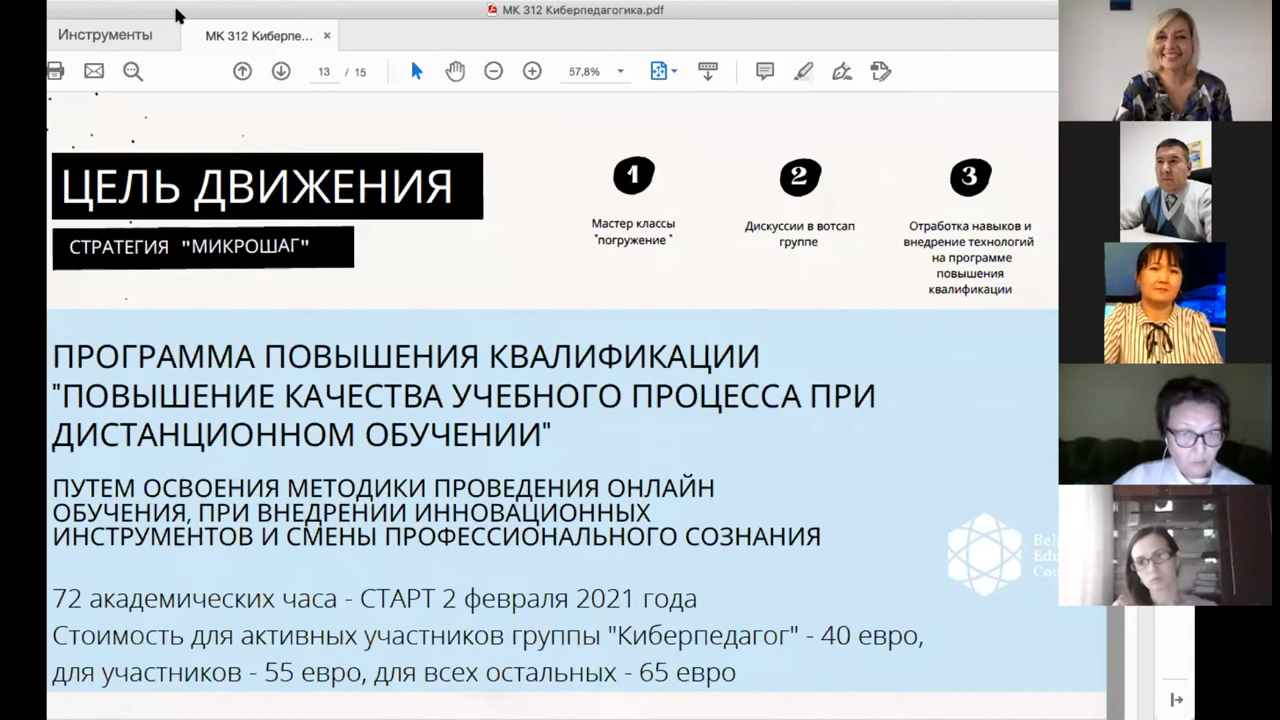 МК 312 Киберпедагогика.pdf
Инструменты
МК 312 Киберпе... ×
13 / 15
57,8%
ЦЕЛЬ ДВИЖЕНИЯ
СТРАТЕГИЯ "МИКРОШАГ"
1
Мастер классы
"погружение "
2
Дискуссии в вотсап
группе
3
Отработка навыков и
внедрение технологий
на программе
повышения
квалификации
ПРОГРАММА ПОВЫШЕНИЯ КВАЛИФИКАЦИИ
"ПОВЫШЕНИЕ КАЧЕСТВА УЧЕБНОГО ПРОЦЕССА ПРИ
ДИСТАНЦИОННОМ ОБУЧЕНИИ"
ПУТЕМ ОСВОЕНИЯ МЕТОДИКИ ПРОВЕДЕНИЯ ОНЛАЙН
ОБУЧЕНИЯ, ПРИ ВНЕДРЕНИИ ИННОВАЦИОННЫХ
ИНСТРУМЕНТОВ И СМЕНЫ ПРОФЕССИОНАЛЬНОГО СОЗНАНИЯ
72 академических часа - СТАРТ 2 февраля 2021 года
Стоимость для активных участников группы "Киберпедагог" - 40 евро,
для участников - 55 евро, для всех остальных - 65 евро